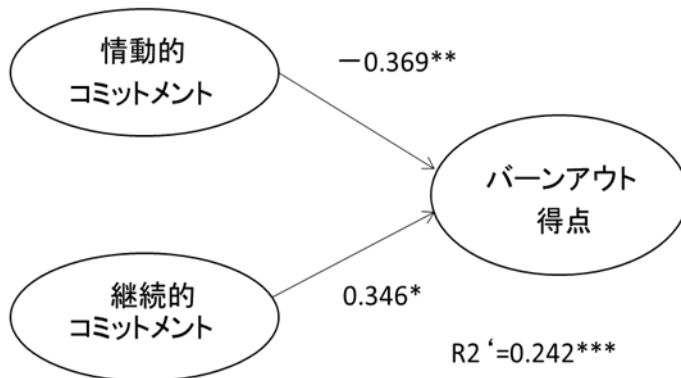 情動的
コミットメント
－0.369**
バーンアウト
得点
継続的
コミットメント
0.346*
R2‘=0.242***